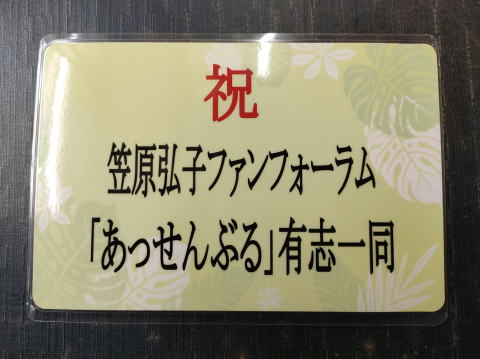 祝
笠原弘子ファンフォーラム
「あっせんぶる」有志一同